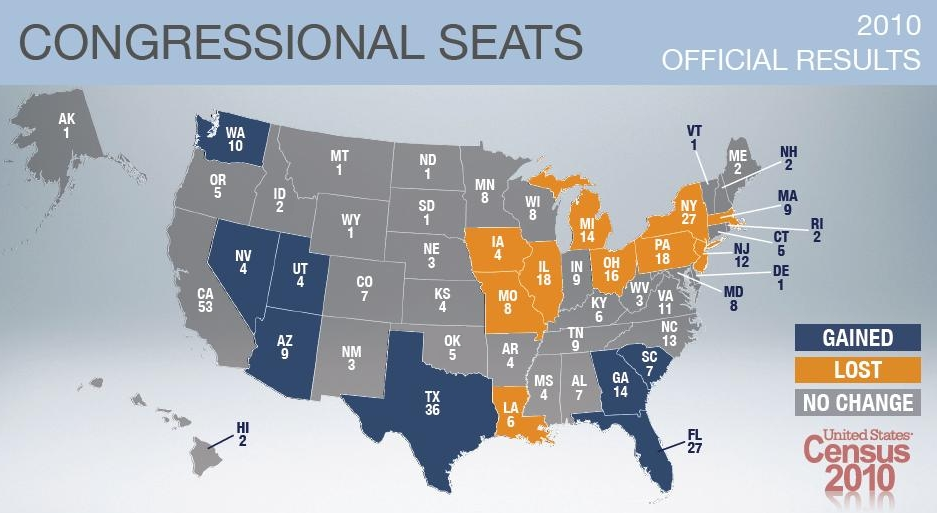 CONGRESSIONAL SEATS
2010
OFFICIAL RESULTS
AK
1
WA
10
OR
5
ID
2
MT
1
ND
1
MN
8
SD
1
WI
8
WY
1
NV
4
UT
4
CA
53
CO
7
NE
3
KS
4
IA
4
MO
8
IL
18
IN
9
MI
14
OH
16
KY
6
WV
3
VA
11
PA
18
NY
27
VT
1
ME
2
NH
2
MA
9
RI
2
CT
5
NJ
12
DE
1
MD
8
NC
13
TN
9
AZ
9
NM
3
OK
5
AR
4
TX
36
LA
6
MS
4
AL
7
GA
14
SC
7
FL
27
HI
2
GAINED
LOST
NO CHANGE
United States
Census
2010